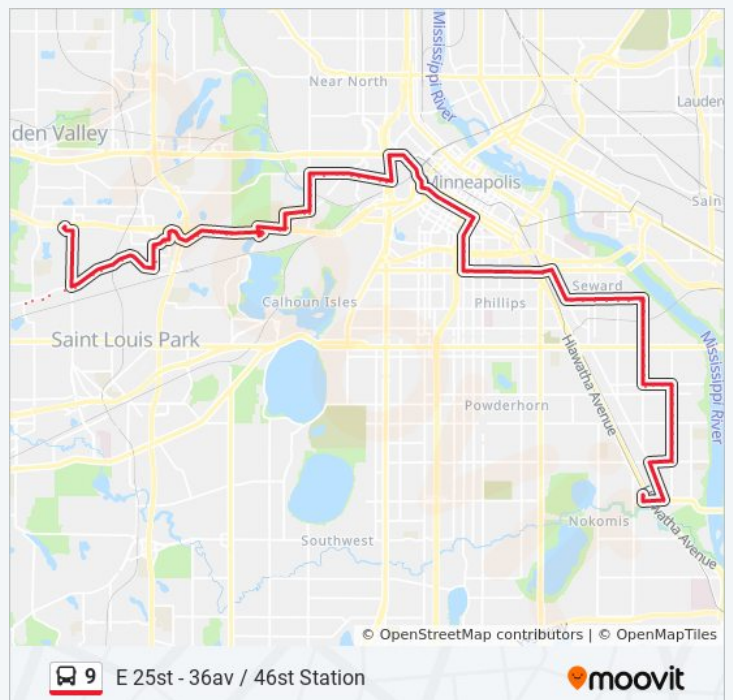 Mississippi River
Near North
Lauder
den Valley
Minneapolis
Sain
Seward
Calhoun Isles
Phillips
Saint Louis Park
Hiawatha Avenue
Mississippi River
Powderhorn
Hiawatha Avenue
Nokomis
Southwest
© OpenStreetMap contributors | © OpenMapTiles
9 E 25st - 36av / 46st Station
moovit